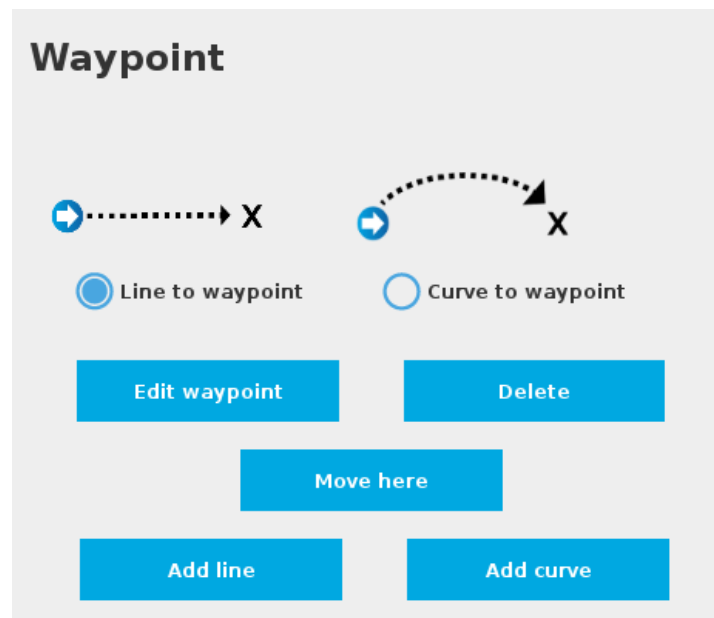 Waypoint
X
X
Line to waypoint
Curve to waypoint
Edit waypoint
Delete
Move here
Add line
Add curve